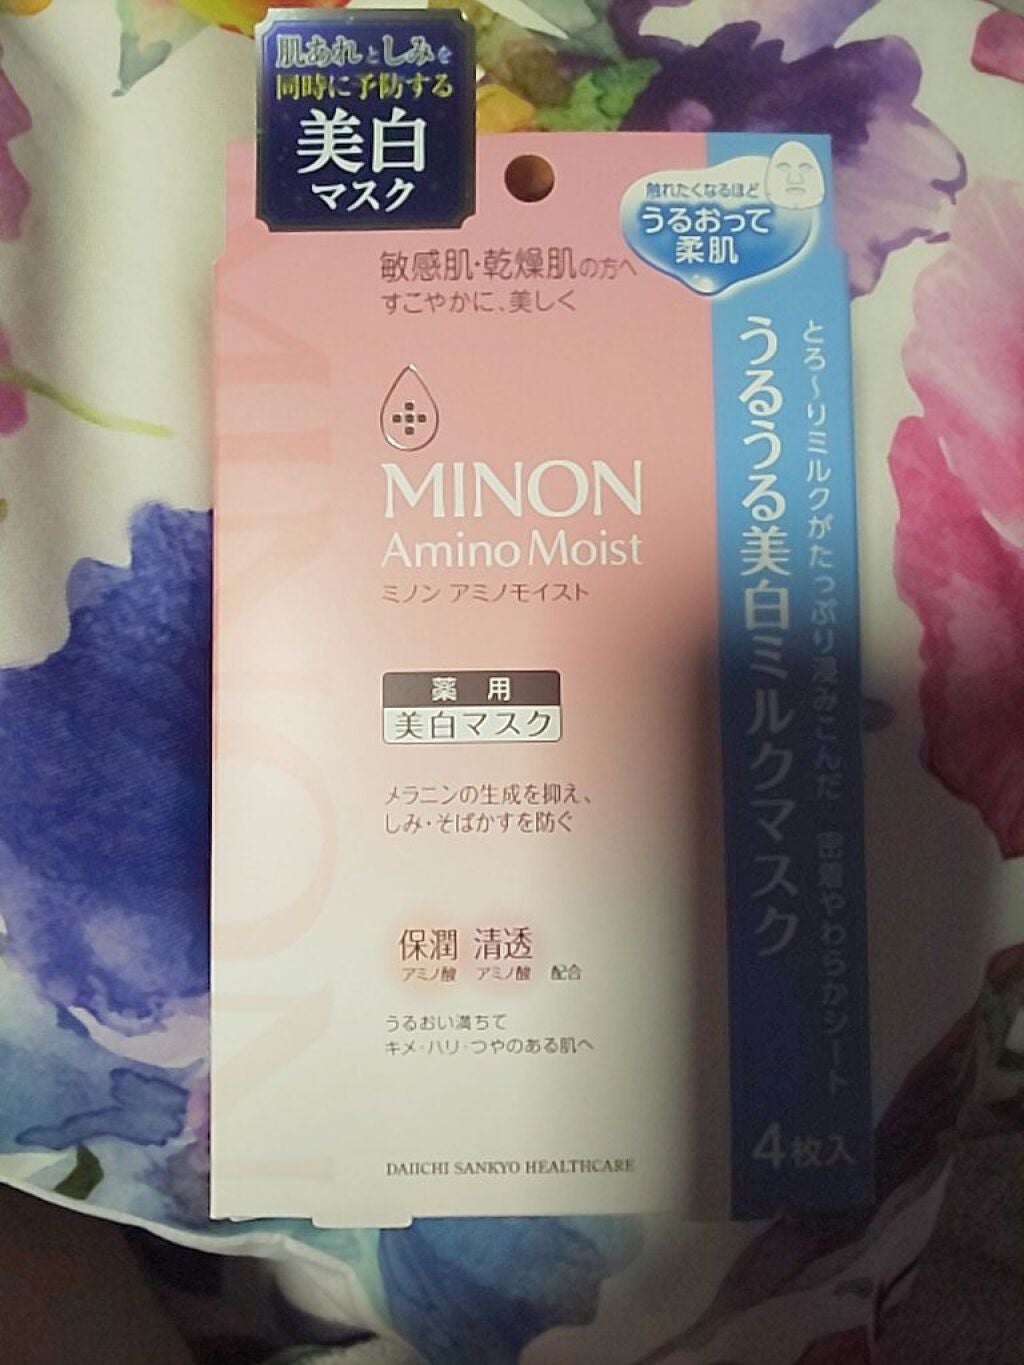 肌あれとしみを
同時に予防する
美白
マスク
触れたくなるほど
うるおって
柔肌
敏感肌・乾燥肌の方へ
すこやかに、美しく
MINON
Amino Moist
ミノン アミノモイスト
薬用
美白マスク
メラニンの生成を抑え、
しみ・そばかすを防ぐ
保潤 清透
アミノ酸 アミノ酸 配合
うるおい満ちて
キメ・ハリ・つやのある肌へ
DAIICHI SANKYO HEALTHCARE
とろ〜りミルクがたっぷり浸みこんだ 密着やわらかシート
うるうる美白ミルクマスク
4枚入
MINON